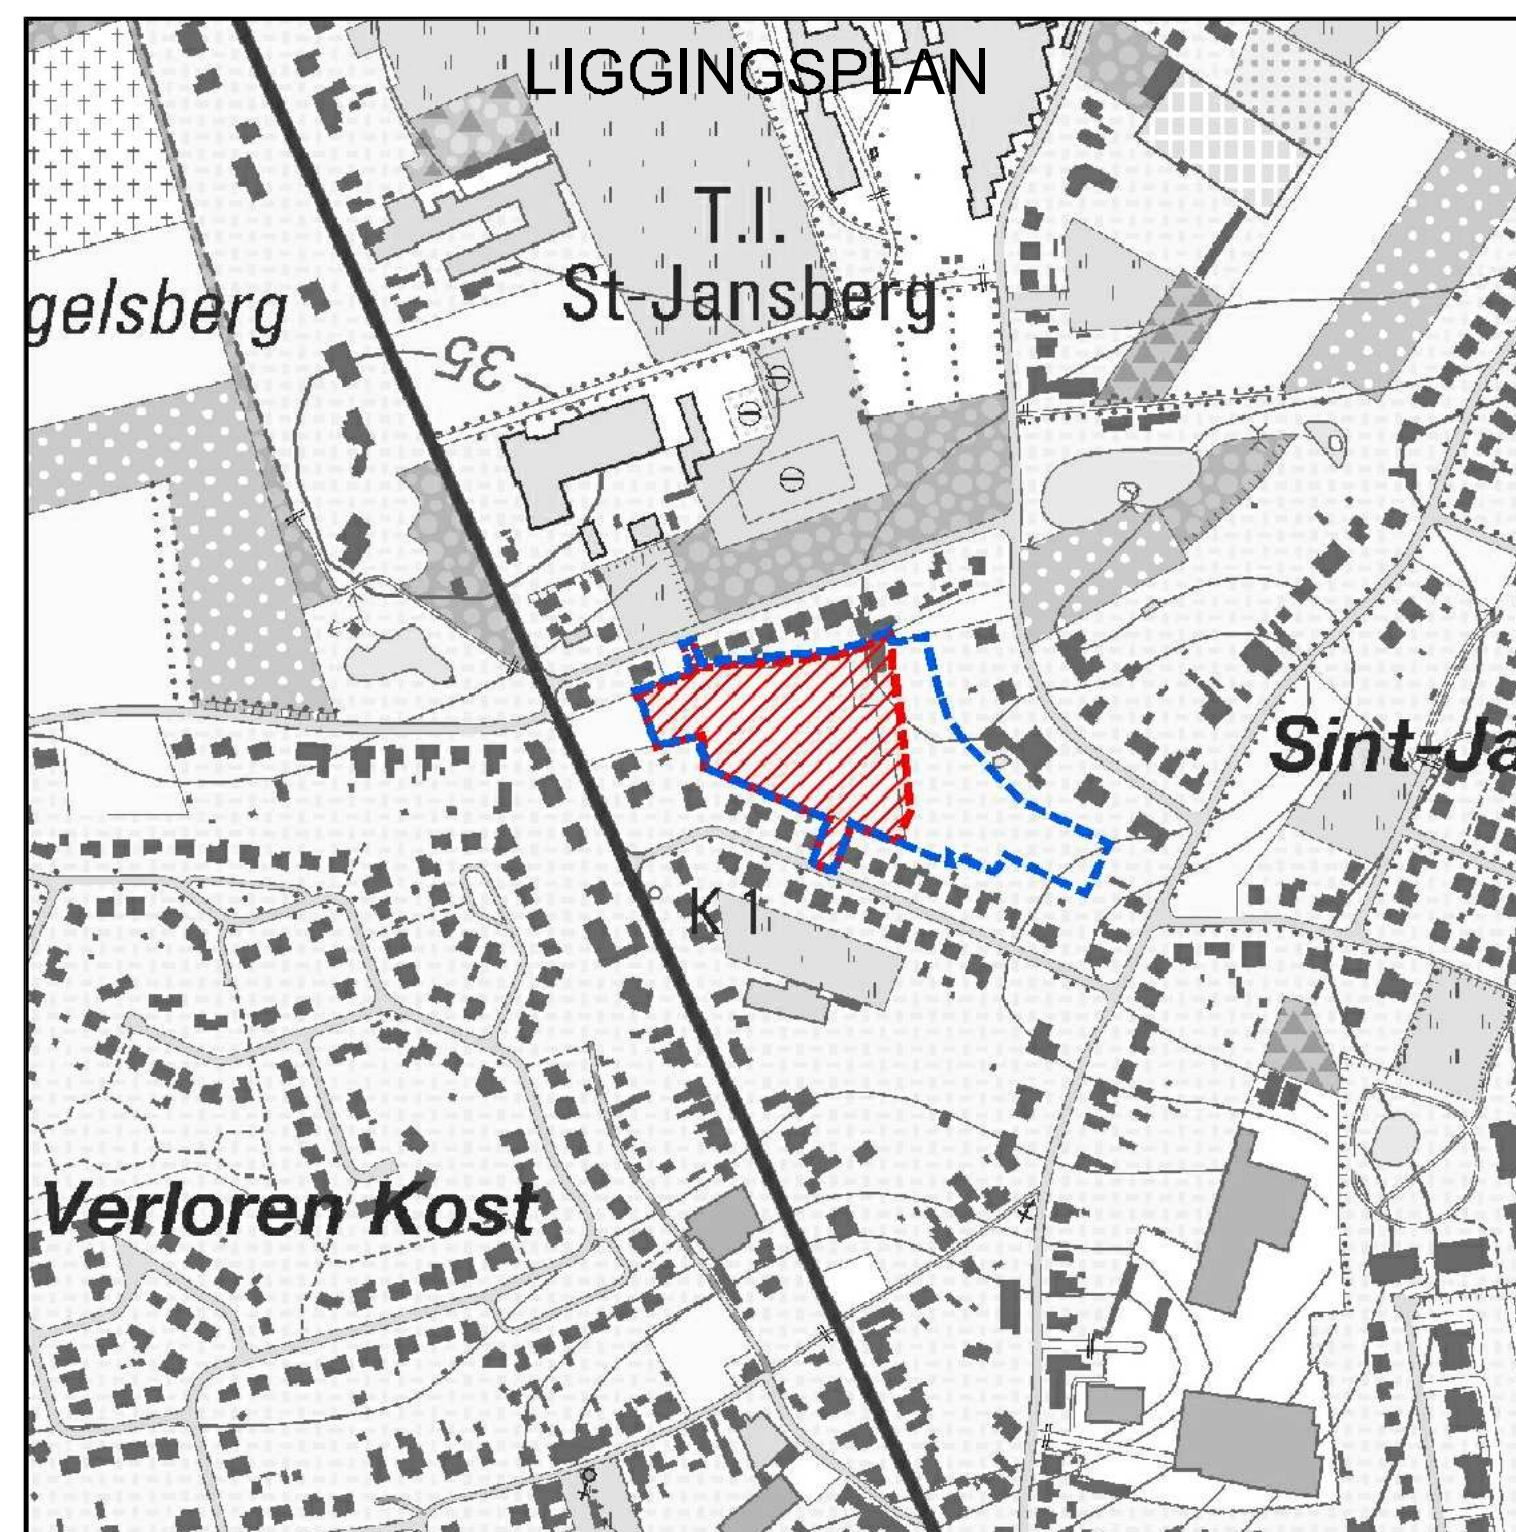 LIGGINGSPLAN
T.I.
St-Jansberg
gelsberg
35
Sint-Ja
K 1
Verloren Kost